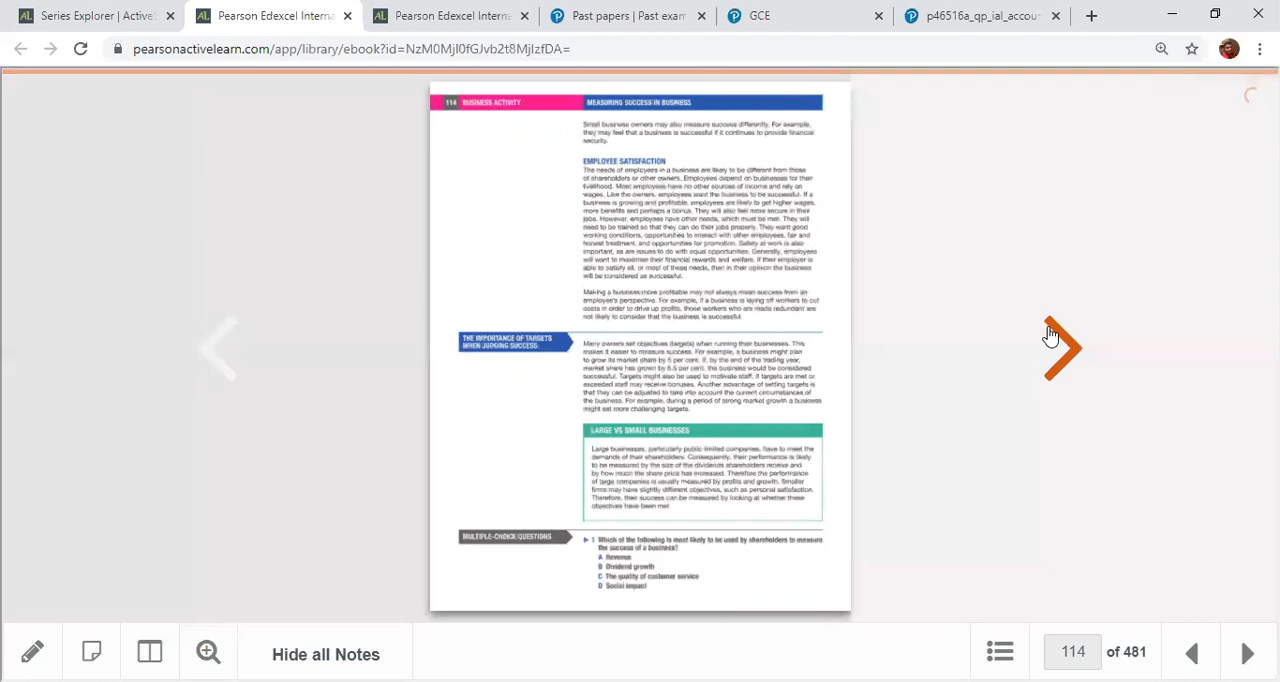 Series Explorer | Active
Pearson Edexcel Interna
Pearson Edexcel Interna
Past papers | Past exam
GCE
p46516a_qp_ial_accou
pearsonactivelearn.com/app/library/ebook?id=NzM0MjI0fGJvb2t8MjIzfDA=
114 BUSINESS ACTIVITY
MEASURING SUCCESS IN BUSINESS
Small business owners may also measure success differently. For example,
they may feel that a business is successful if it continues to provide financial
security.
EMPLOYEE SATISFACTION
The needs of employees in a business are likely to be different from those
of shareholders or other owners. Employees depend on businesses for their
livelihood. Most employees have no other sources of income and rely on
wages. Like the owners, employees want the business to be successful. If a
business is growing and profitable, employees are likely to get higher wages,
more benefits and perhaps a bonus. They will also feel more secure in their
jobs. However, employees have other needs, which must be met. They will
need to be trained so that they can do their jobs properly. They want good
working conditions, opportunities to interact with other employees, fair and
honest treatment, and opportunities for promotion. Safety at work is also
important, as are issues to do with equal opportunities. Generally, employees
will want to maximise their financial rewards and welfare. If their employer is
able to satisfy all, or most of these needs, then in their opinion the business
will be considered as successful.
Making a business more profitable may not always mean success from an
employee's perspective. For example, if a business is laying off workers to cut
costs in order to drive up profits, those workers who are made redundant are
not likely to consider that the business is successful.
THE IMPORTANCE OF TARGETS
WHEN JUDGING SUCCESS
Many owners set objectives (targets) when running their businesses. This
makes it easier to measure success. For example, a business might plan
to grow its market share by 5 per cent. If, by the end of the trading year,
market share has grown by 6.5 per cent, the business would be considered
successful. Targets might also be used to motivate staff. If targets are met or
exceeded staff may receive bonuses. Another advantage of setting targets is
that they can be adjusted to take into account the current circumstances of
the business. For example, during a period of strong market growth a business
might set more challenging targets.
LARGE VS SMALL BUSINESSES
Large businesses, particularly public limited companies, have to meet the
demands of their shareholders. Consequently, their performance is likely
to be measured by the size of the dividends shareholders receive and
by how much the share price has increased. Therefore the performance
of large companies is usually measured by profits and growth. Smaller
firms may have slightly different objectives, such as personal satisfaction.
Therefore, their success can be measured by looking at whether these
objectives have been met
MULTIPLE-CHOICE QUESTIONS
1 Which of the following is most likely to be used by shareholders to measure
the success of a business?
A Revenue
B Dividend growth
C The quality of customer service
D Social impact
Hide all Notes
114 of 481